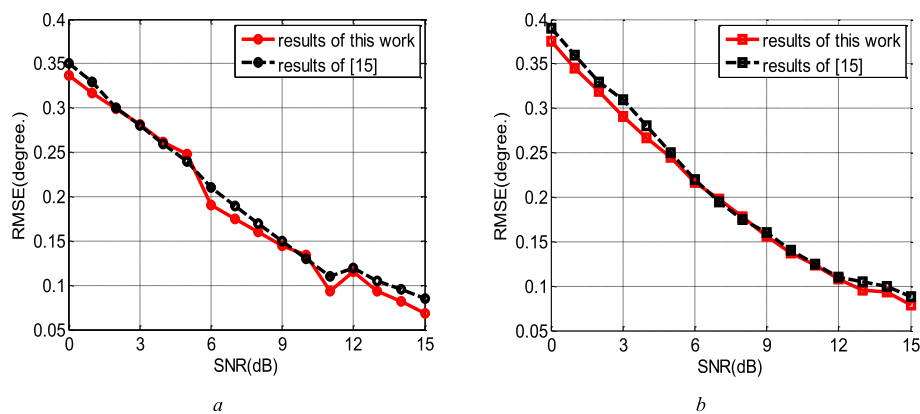 0.4
0.35
0.3
0.25
0.2
0.15
0.1
0.05
RMSE(degree.)
results of this work
results of [15]
0 3 6 9 12 15
SNR(dB)
a
0.4
0.35
0.3
0.25
0.2
0.15
0.1
0.05
RMSE(degree.)
results of this work
results of [15]
0 3 6 9 12 15
SNR(dB)
b